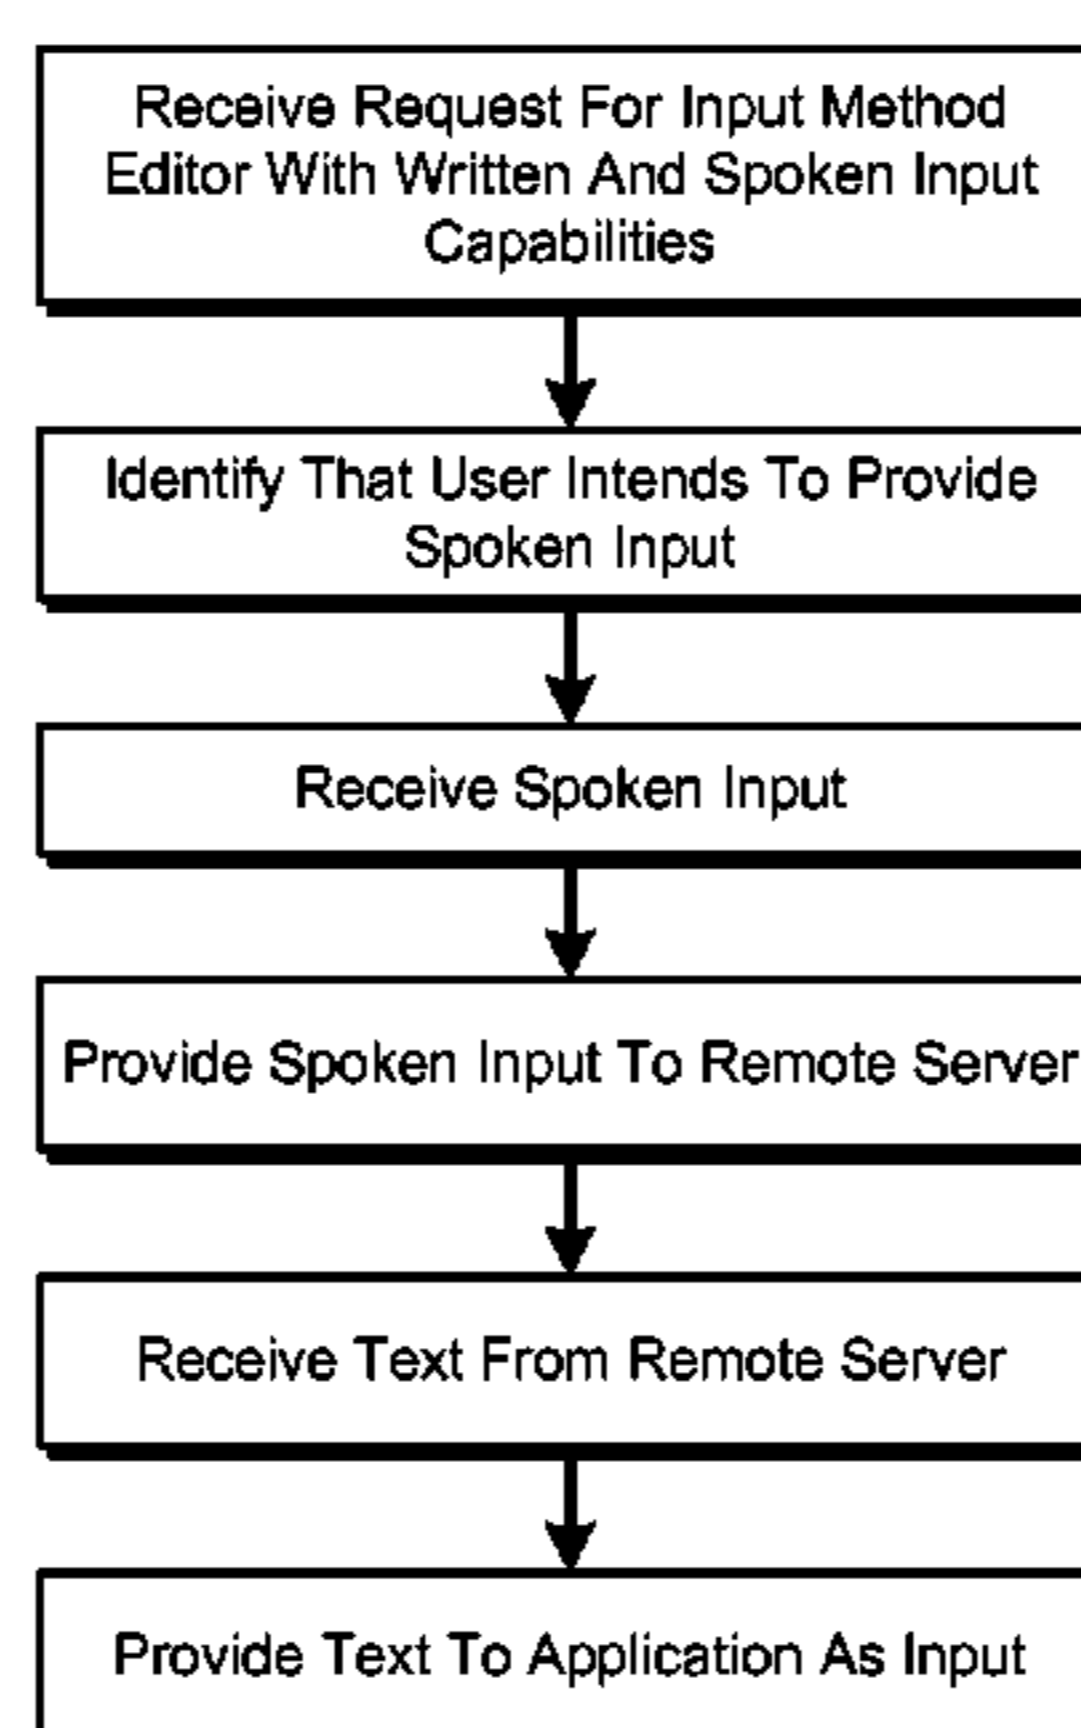 Receive Request For Input Method
Editor With Written And Spoken Input
Capabilities
Identify That User Intends To Provide
Spoken Input
Receive Spoken Input
Provide Spoken Input To Remote Server
Receive Text From Remote Server
Provide Text To Application As Input